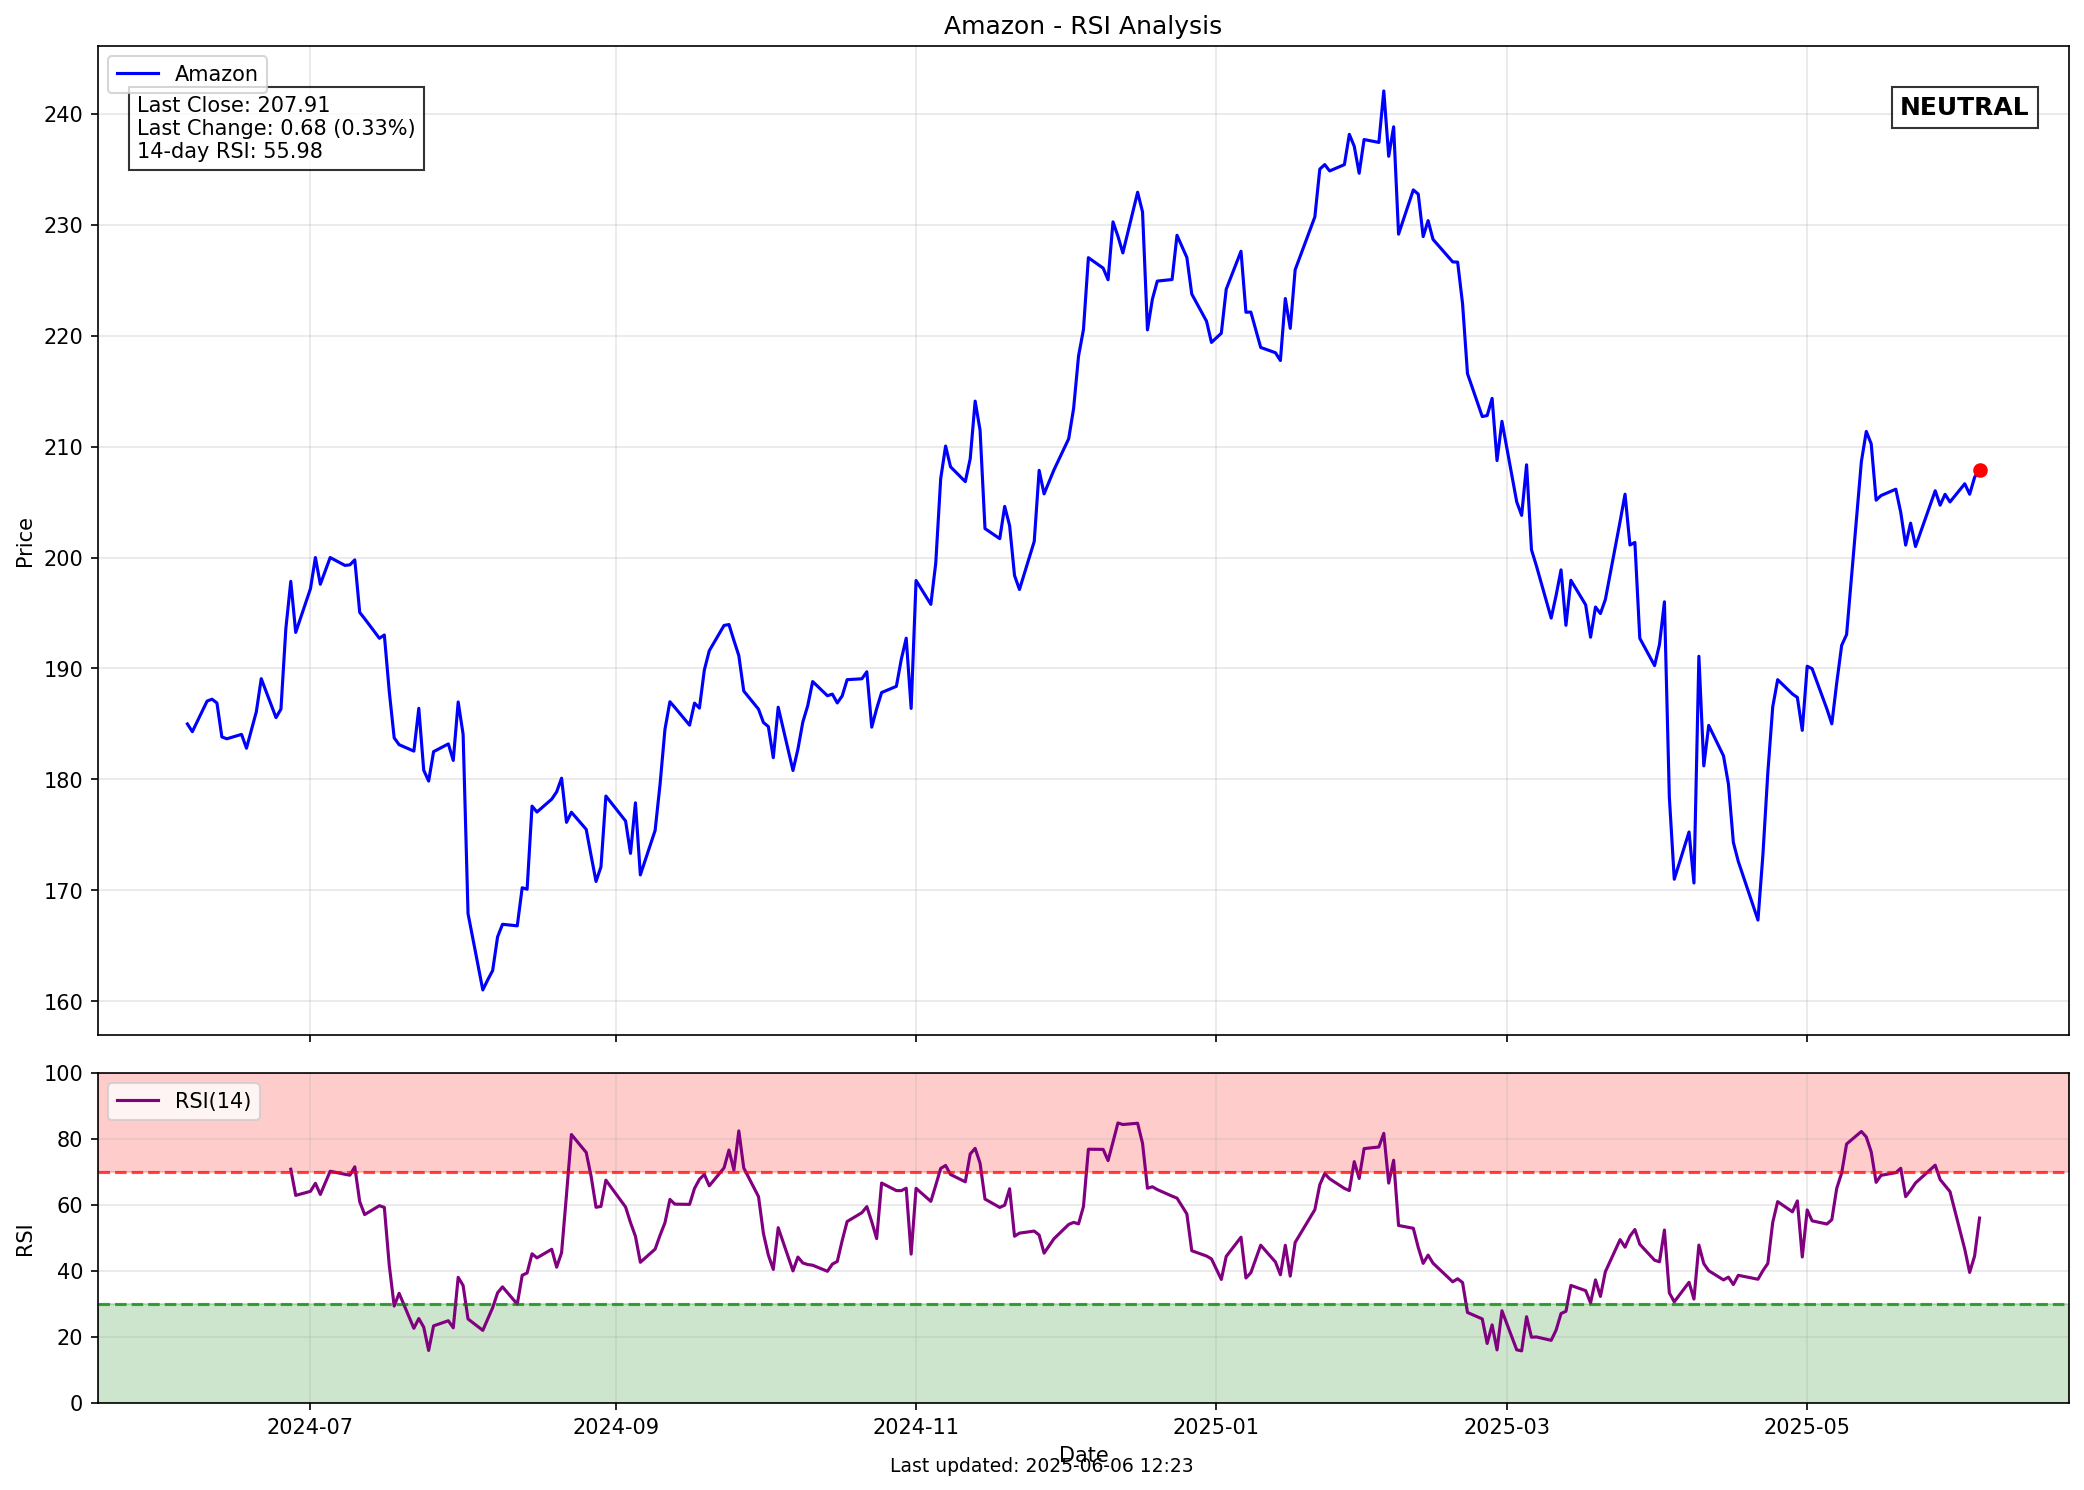 Amazon - RSI Analysis
Amazon
Last Close: 207.91
Last Change: 0.68 (0.33%)
14-day RSI: 55.98
NEUTRAL
Price
240
230
220
210
200
190
180
170
160
RSI(14)
RSI
100
80
60
40
20
0
2024-07
2024-09
2024-11
2025-01
2025-03
2025-05
Date
Last updated: 2025-06-06 12:23